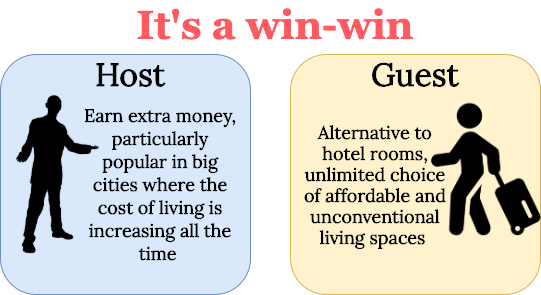 It's a win-win
Host
Earn extra money,
particularly
popular in big
cities where the
cost of living is
increasing all the
time
Guest
Alternative to
hotel rooms,
unlimited choice
of affordable and
unconventional
living spaces